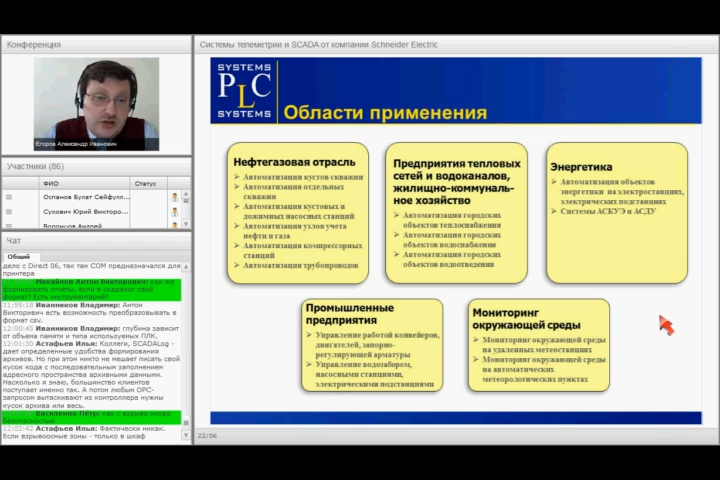 Конференция
Егоров Александр Иванович
Участники (86)
ФИО Статус
Оспанов Булат Сейфулл...
Сухович Юрий Викторо...
Воропцов Андрей
Чат
Общий
дело с Direct 06, так там COM предназначался для
принтера
Михайлов Антон Викторович: как же
формировать отчёты, если в скадалог свой
формат? Есть инструментарий?
11:59:18 Иванников Владимир: Антон
Викторвич есть возможность преобразовывать в
формат csv.
12:00:45 Иванников Владимир: глубина зависит
от объема памяти и типа используемых ПЛК.
12:01:30 Астафьев Илья: Коллеги, SCADALog -
дает определенные удобства формирования
архивов. Но при этом никто не мешает писать свой
кусок кода с последовательным заполнением
адресного пространства архивными данными.
Насколько я знаю, большинство клиентов
поступает именно так. А потом любым OPC-
запросом вытаскивают из контроллера нужны
кусок архива или весь.
Василенко Пётр: как с взрыво-искро
безопасностью
12:02:42 Астафьев Илья: Фактически никак.
Если взрывоосные зоны - только в шкаф
Системы телеметрии и SCADA от компании Schneider Electric
SYSTEMS
PLC
SYSTEMS
Области применения
Нефтегазовая отрасль
Автоматизация кустов скважин
Автоматизация отдельных
скважин
Автоматизация кустовых и
дожимных насосных станций
Автоматизация узлов учета
нефти и газа
Автоматизация компрессорных
станций
Автоматизация трубопроводов
Предприятия тепловых
сетей и водоканалов,
жилищно-коммуналь-
ное хозяйство
Автоматизация городских
объектов теплоснабжения
Автоматизация городских
объектов водоснабжения
Автоматизация городских
объектов водоотведения
Энергетика
Автоматизация объектов
энергетики на электростанциях,
электрических подстанциях
Системы АСКУЭ и АСДУ
Промышленные
предприятия
Управление работой конвейеров,
двигателей, запорно-
регулирующей арматуры
Управление водозабором,
насосными станциями,
электрическими подстанциями
Мониторинг
окружающей среды
Мониторинг окружающей среды
на удаленных метеостанциях
Мониторинг окружающей среды
на автоматических
метеорологических пунктах
22/56